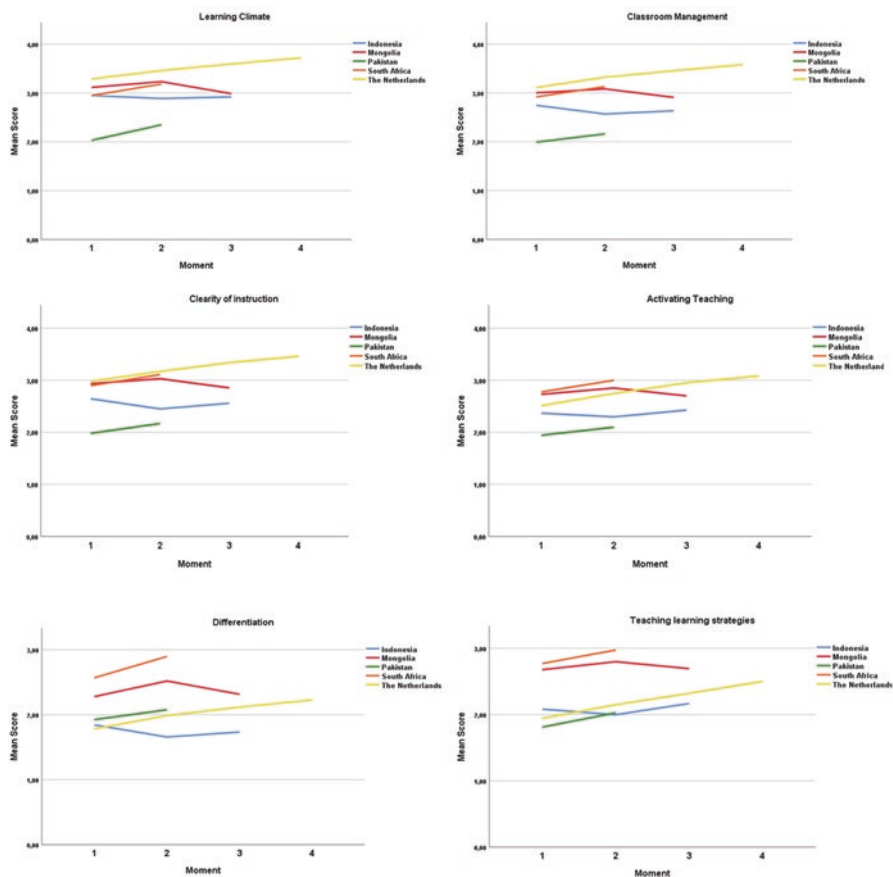 Learning Climate
4,00
3,00
2,00
1,00
0,00
Mean Score
1 2 3 4
Moment
Indonesia
Mongolia
Pakistan
South Africa
The Netherlands
Classroom Management
4,00
3,00
2,00
1,00
0,00
Mean Score
1 2 3 4
Moment
Indonesia
Mongolia
Pakistan
South Africa
The Netherlands
Clearity of instruction
4,00
3,00
2,00
1,00
0,00
Mean Score
1 2 3 4
Moment
Indonesia
Mongolia
Pakistan
South Africa
The Netherlands
Activating Teaching
4,00
3,00
2,00
1,00
0,00
Mean Score
1 2 3 4
Moment
Indonesia
Mongolia
Pakistan
South Africa
The Netherland
Differentiation
3,00
2,00
1,00
0,00
Mean Score
1 2 3 4
Moment
Indonesia
Mongolia
Pakistan
South Africa
The Netherlands
Teaching learning strategies
3,00
2,00
1,00
0,00
Mean Score
1 2 3 4
Moment
Indonesia
Mongolia
Pakistan
South Africa
The Netherlands